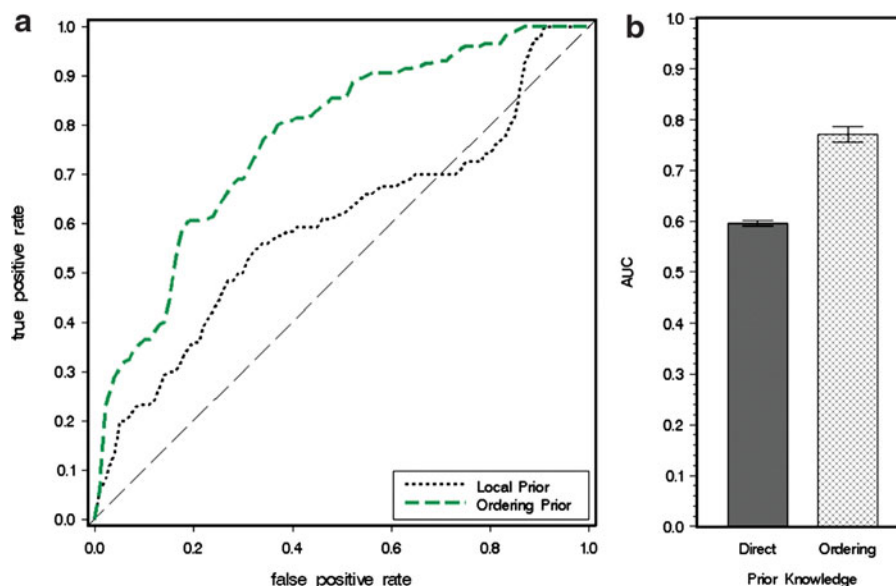 a
1.0
0.9
0.8
0.7
0.6
0.5
0.4
0.3
0.2
0.1
0.0
true positive rate
Local Prior
Ordering Prior
0.0 0.2 0.4 0.6 0.8 1.0
false positive rate
b
1.0
0.9
0.8
0.7
0.6
0.5
0.4
0.3
0.2
0.1
0.0
AUC
Direct Ordering
Prior Knowledge